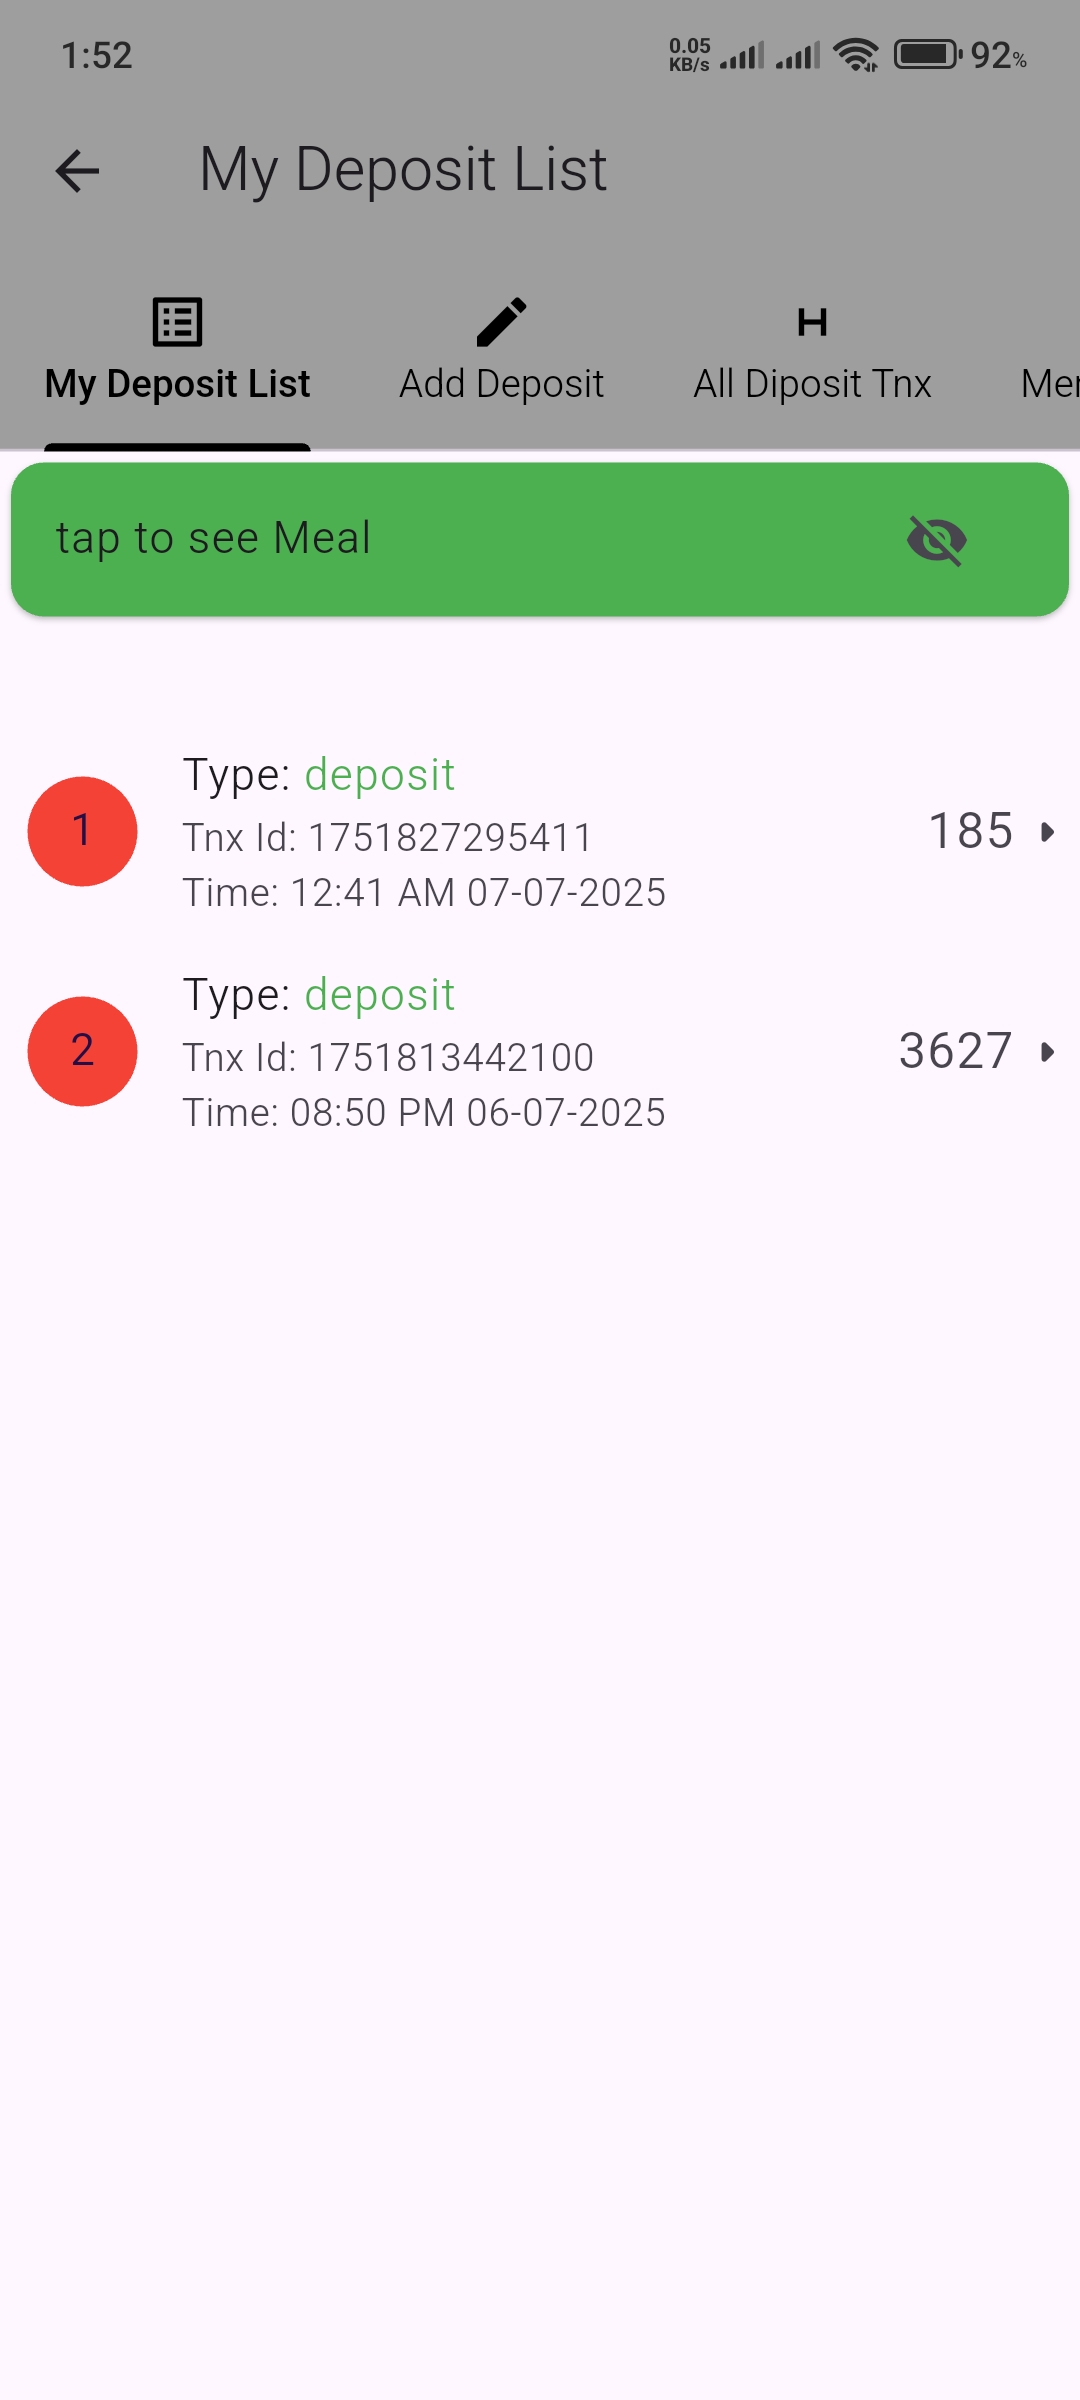 1:52
0.05
KB/s
92%
My Deposit List
My Deposit List
Add Deposit
All Diposit Tnx
Mer
tap to see Meal
1
Type: deposit
Tnx Id: 1751827295411
Time: 12:41 AM 07-07-2025
185
2
Type: deposit
Tnx Id: 1751813442100
Time: 08:50 PM 06-07-2025
3627